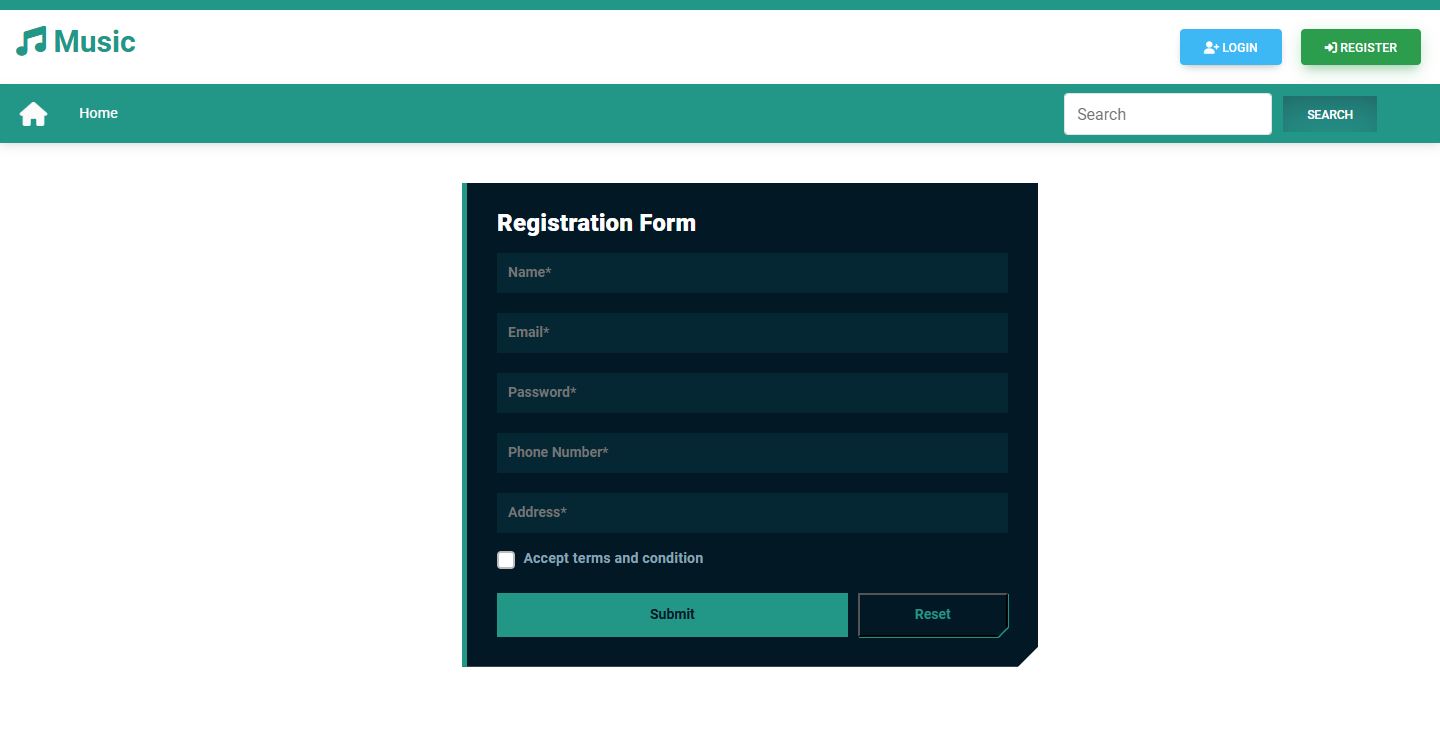 Music
LOGIN
REGISTER
Home
Search
SEARCH
Registration Form
Name*
Email*
Password*
Phone Number*
Address*
Accept terms and condition
Submit
Reset